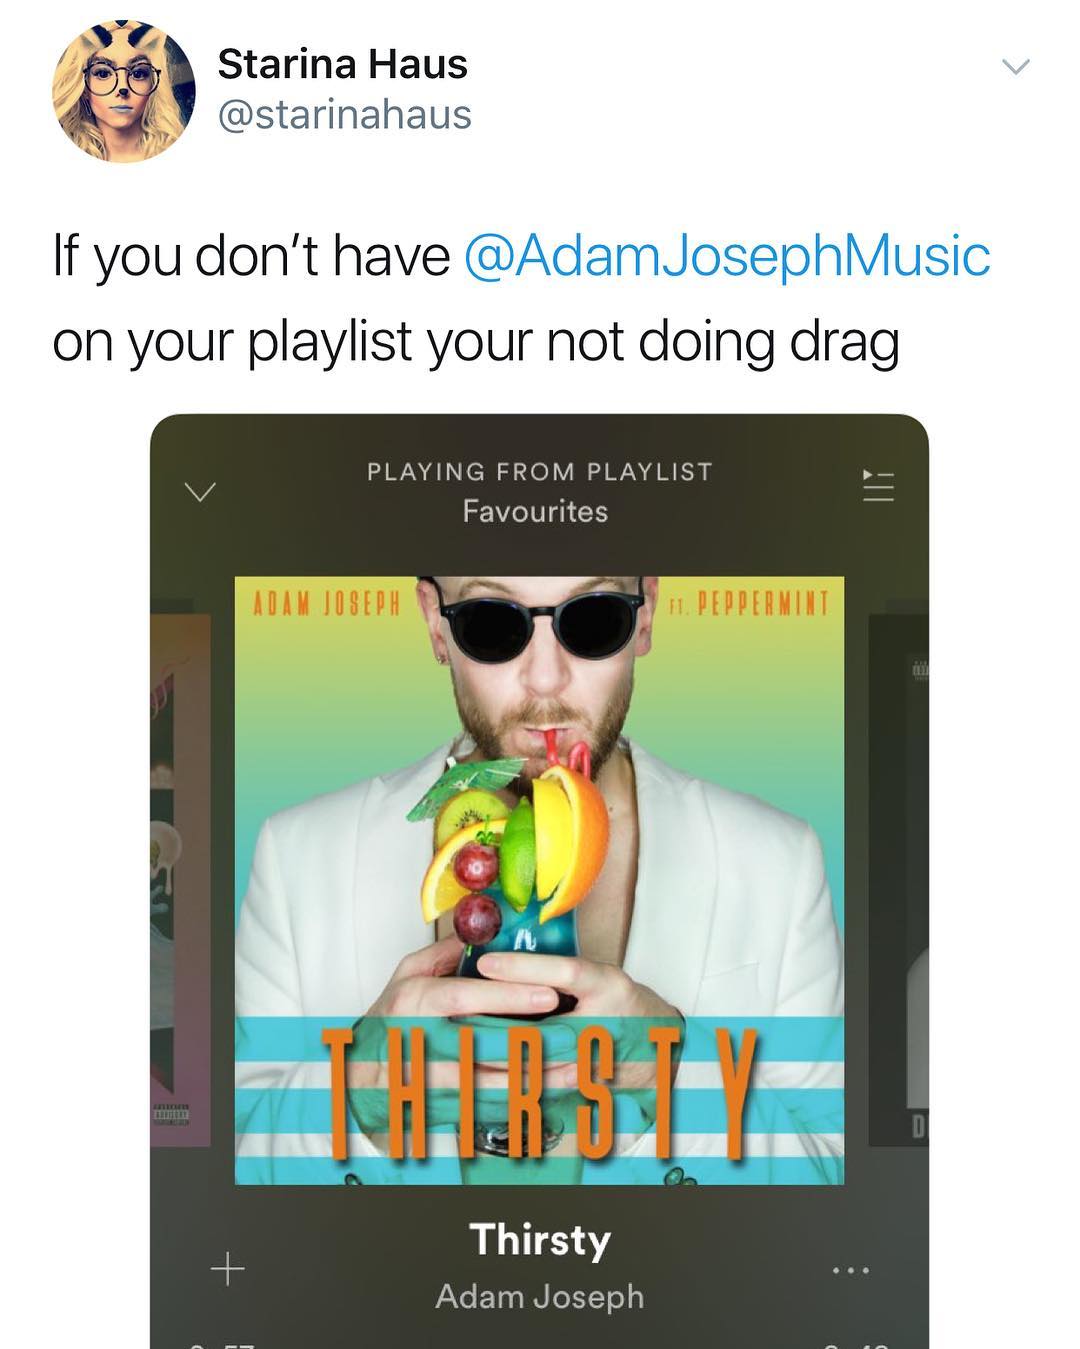 Starina Haus
@starinahaus
If you don’t have @AdamJosephMusic
on your playlist your not doing drag
PLAYING FROM PLAYLIST
Favourites
ADAM JOSEPH
FT. PEPPERMINT
THIRSTY
Thirsty
Adam Joseph